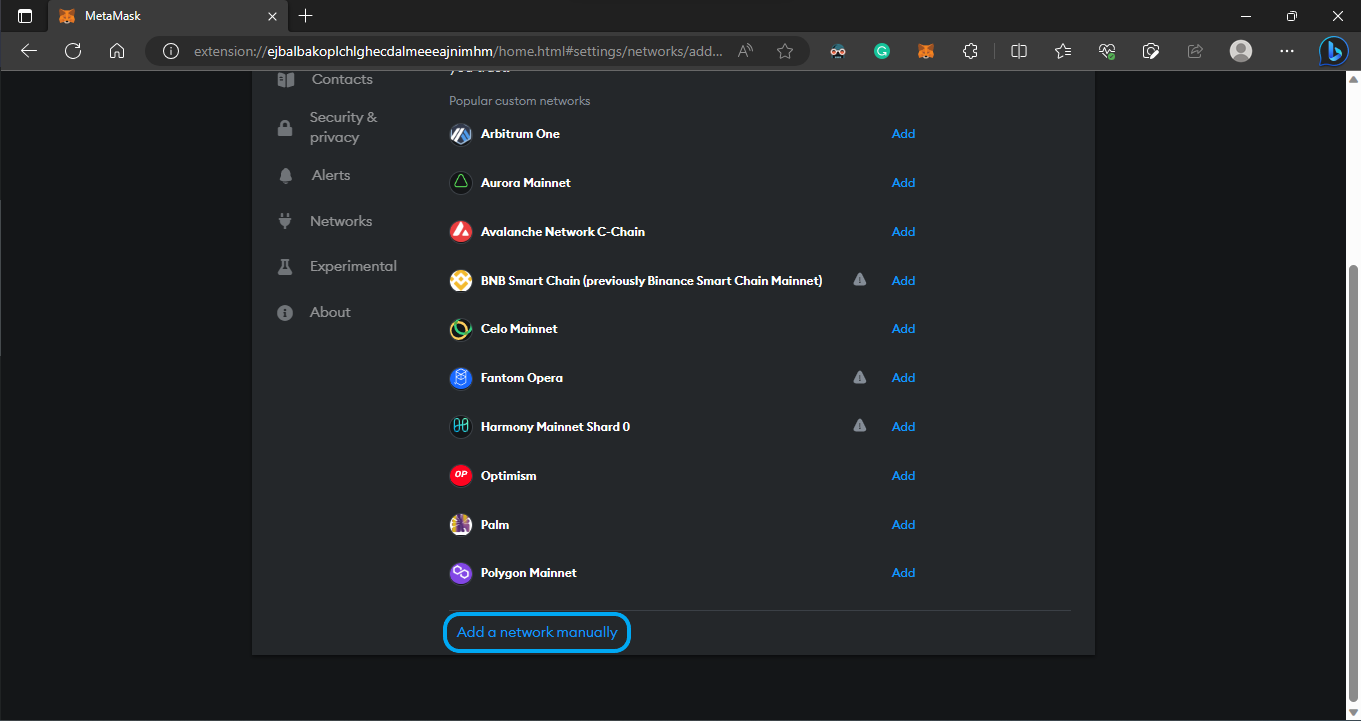 MetaMask
extension://ejbalbakoplchlghecdalmeeeajnimhm/home.html#settings/networks/add...
Contacts
Security &
privacy
Alerts
Networks
Experimental
About
Popular custom networks
Arbitrum One Add
Aurora Mainnet Add
Avalanche Network C-Chain Add
BNB Smart Chain (previously Binance Smart Chain Mainnet) Add
Celo Mainnet Add
Fantom Opera Add
Harmony Mainnet Shard 0 Add
OP Optimism Add
Palm Add
Polygon Mainnet Add
Add a network manually